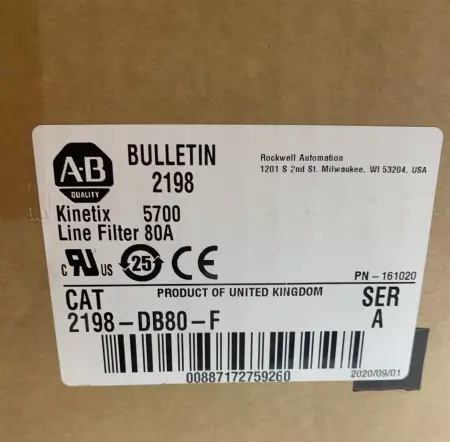 A-B
QUALITY
BULLETIN
2198
Rockwell Automation
1201 S 2nd St. Milwaukee, WI 53204, USA
Kinetix 5700
Line Filter 80A
c RU US 25 CE
PN-161020
CAT PRODUCT OF UNITED KINGDOM SER
2198-DB80-F A
00887172759260
2020/09/01